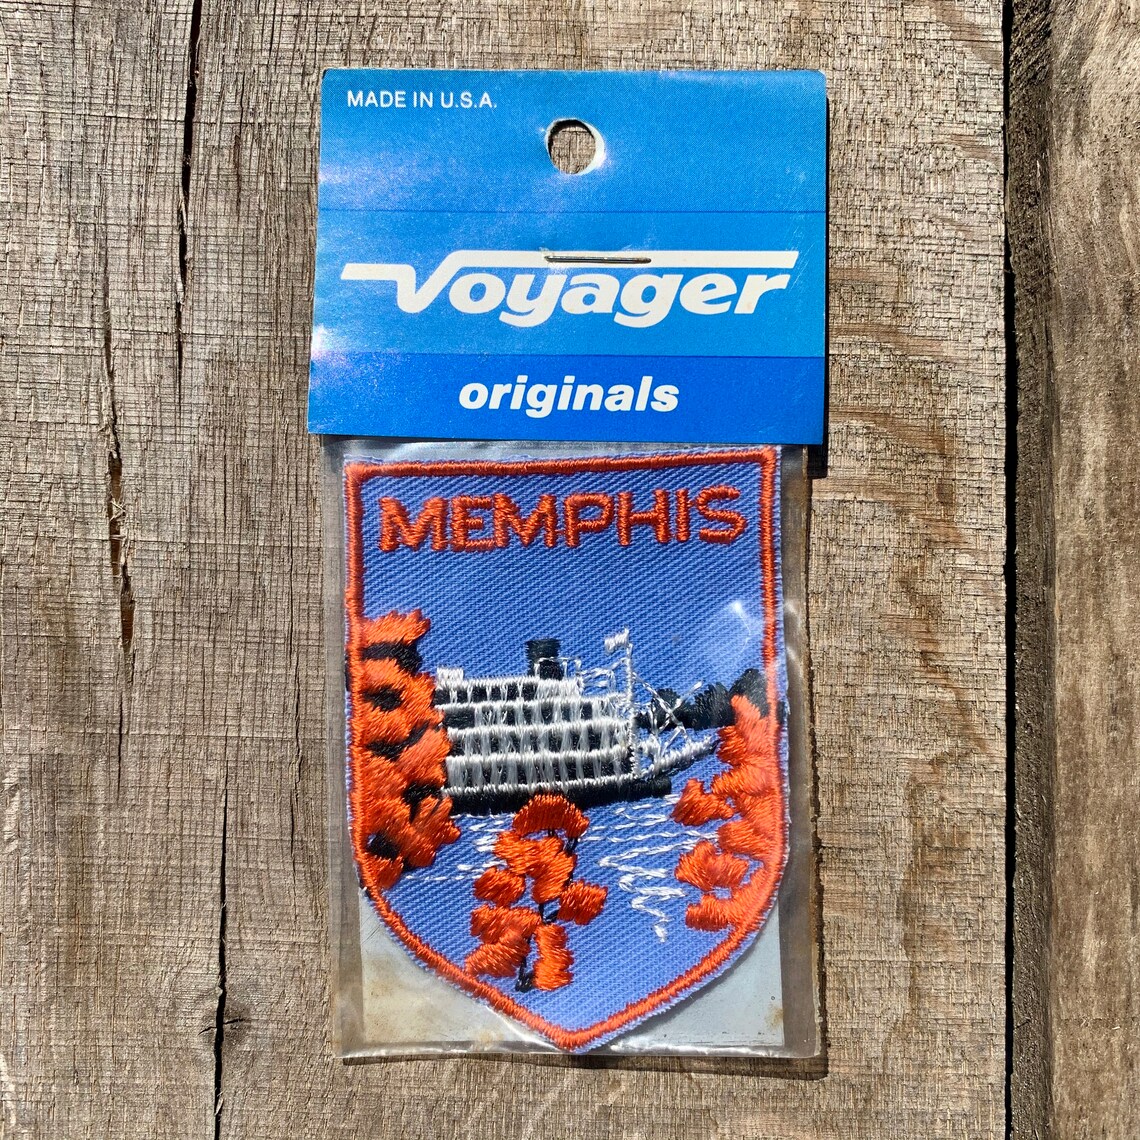 MADE IN U.S.A.
Voyager
originals
MEMPHIS